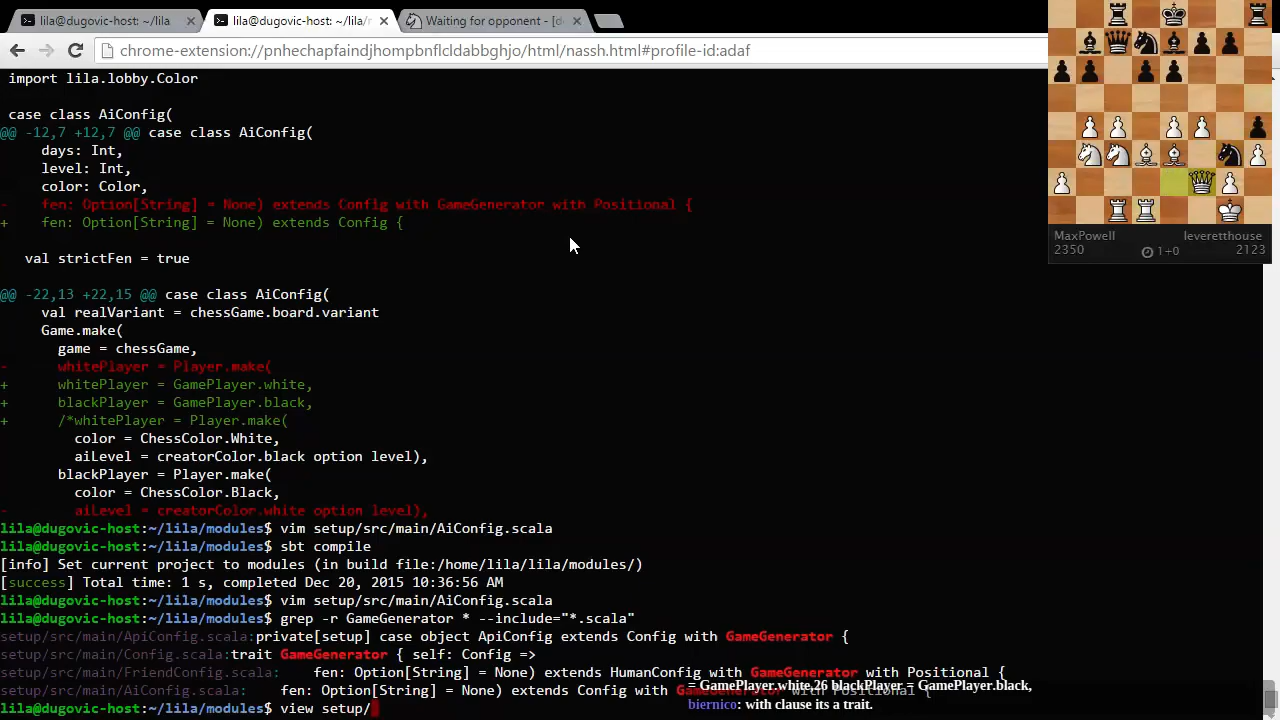 lila@dugovic-host: ~/lila
lila@dugovic-host: ~/lila/r
Waiting for opponent - [d
chrome-extension://pnhechapfaindjhompbnflcldabbghjo/html/nassh.html#profile-id:adaf
import lila.lobby.Color
case class AiConfig(
@@ -12,7 +12,7 @@ case class AiConfig(
days: Int,
level: Int,
color: Color,
- fen: Option[String] = None) extends Config with GameGenerator with Positional {
+ fen: Option[String] = None) extends Config {
val strictFen = true
@@ -22,13 +22,15 @@ case class AiConfig(
val realVariant = chessGame.board.variant
Game.make(
game = chessGame,
- whitePlayer = Player.make(
+ whitePlayer = GamePlayer.white,
+ blackPlayer = GamePlayer.black,
+ /*whitePlayer = Player.make(
color = ChessColor.White,
aiLevel = creatorColor.black option level),
blackPlayer = Player.make(
color = ChessColor.Black,
- aiLevel = creatorColor.white option level),
lila@dugovic-host:~/lila/modules$ vim setup/src/main/AiConfig.scala
lila@dugovic-host:~/lila/modules$ sbt compile
[info] Set current project to modules (in build file:/home/lila/lila/modules/)
[success] Total time: 1 s, completed Dec 20, 2015 10:36:56 AM
lila@dugovic-host:~/lila/modules$ vim setup/src/main/AiConfig.scala
lila@dugovic-host:~/lila/modules$ grep -r GameGenerator * --include="*.scala"
setup/src/main/ApiConfig.scala:private[setup] case object ApiConfig extends Config with GameGenerator {
setup/src/main/Config.scala:trait GameGenerator { self: Config =>
setup/src/main/FriendConfig.scala: fen: Option[String] = None) extends HumanConfig with GameGenerator with Positional {
setup/src/main/AiConfig.scala: fen: Option[String] = None) extends Config with GameGenerator with Positional {
lila@dugovic-host:~/lila/modules$ view setup/
MaxPowell
leveretthouse
2350
1+0
2123
= GamePlayer.white,26 blackPlayer = GamePlayer.black,
biernico: with clause its a trait.